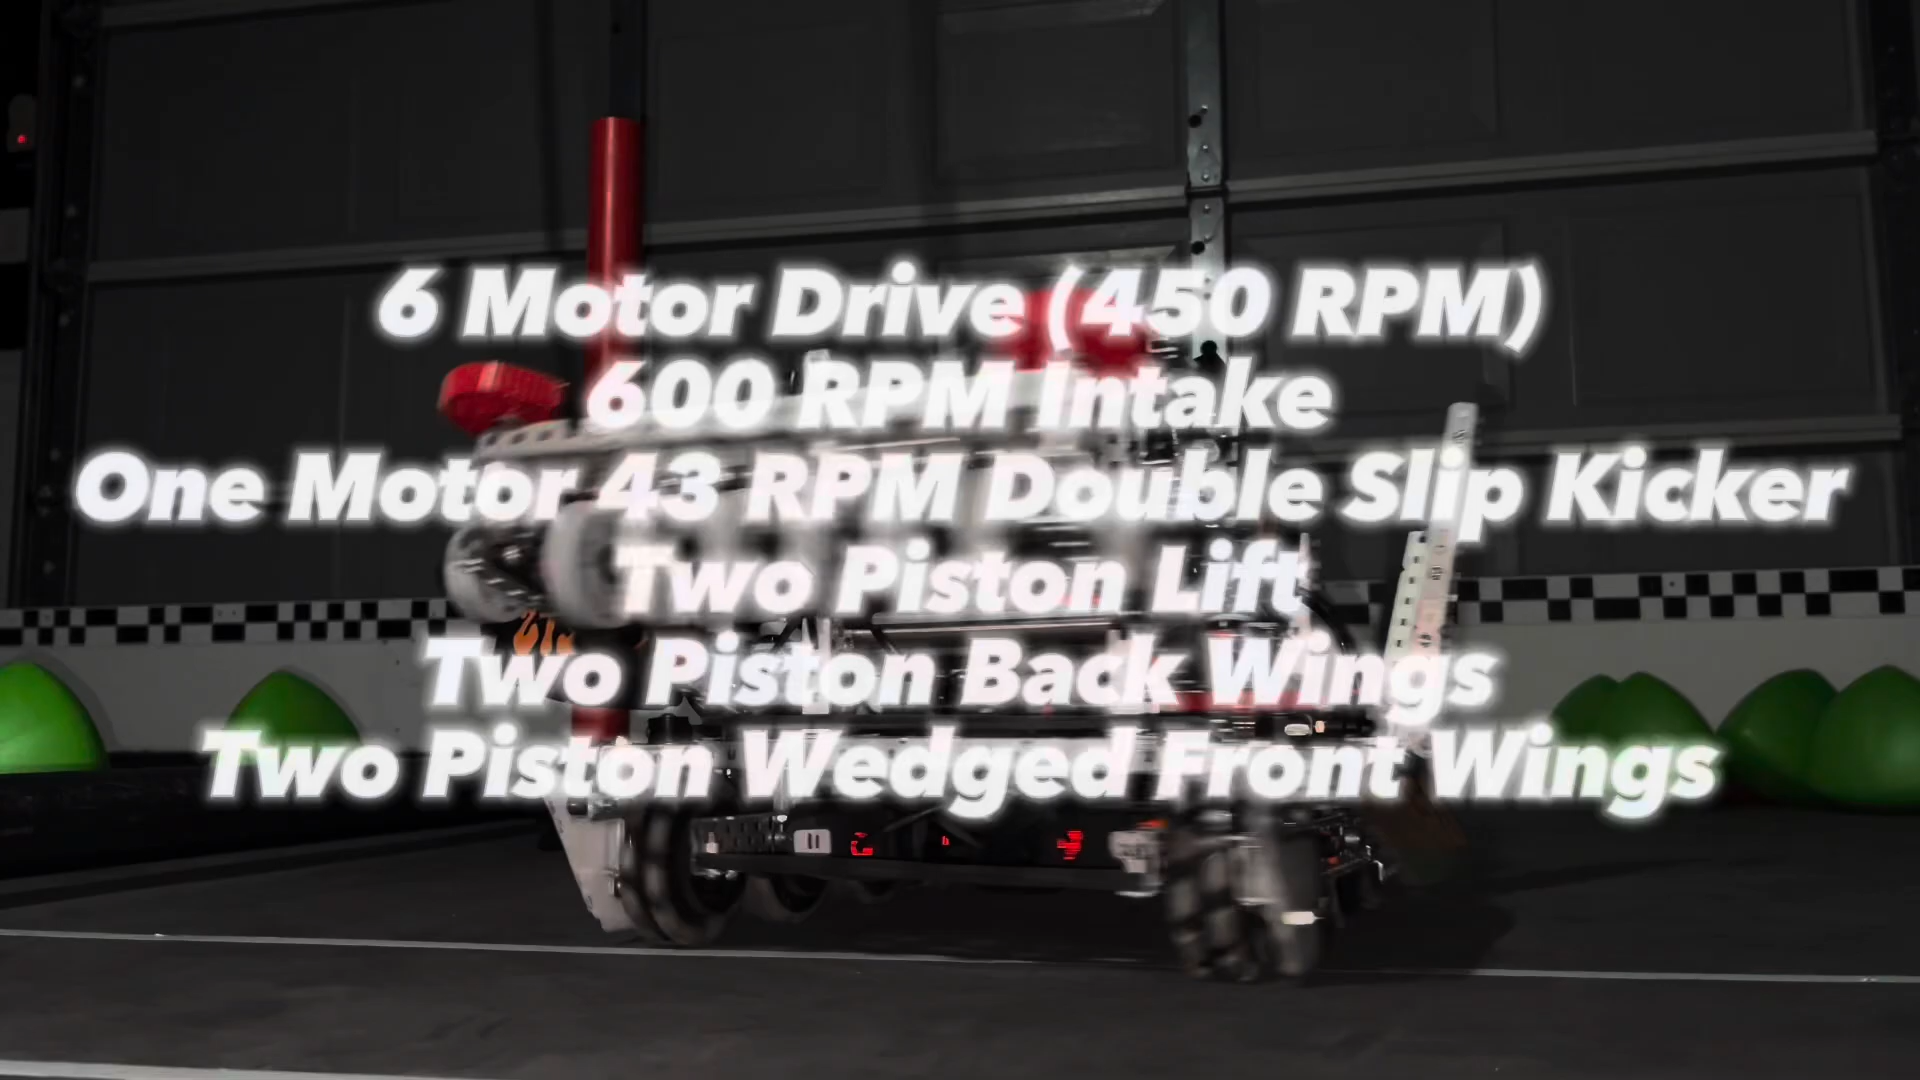 6 Motor Drive (450 RPM)
600 RPM Intake
One Motor 43 RPM Double Slip Kicker
Two Piston Lift
Two Piston Back Wings
Two Piston Wedged Front Wings